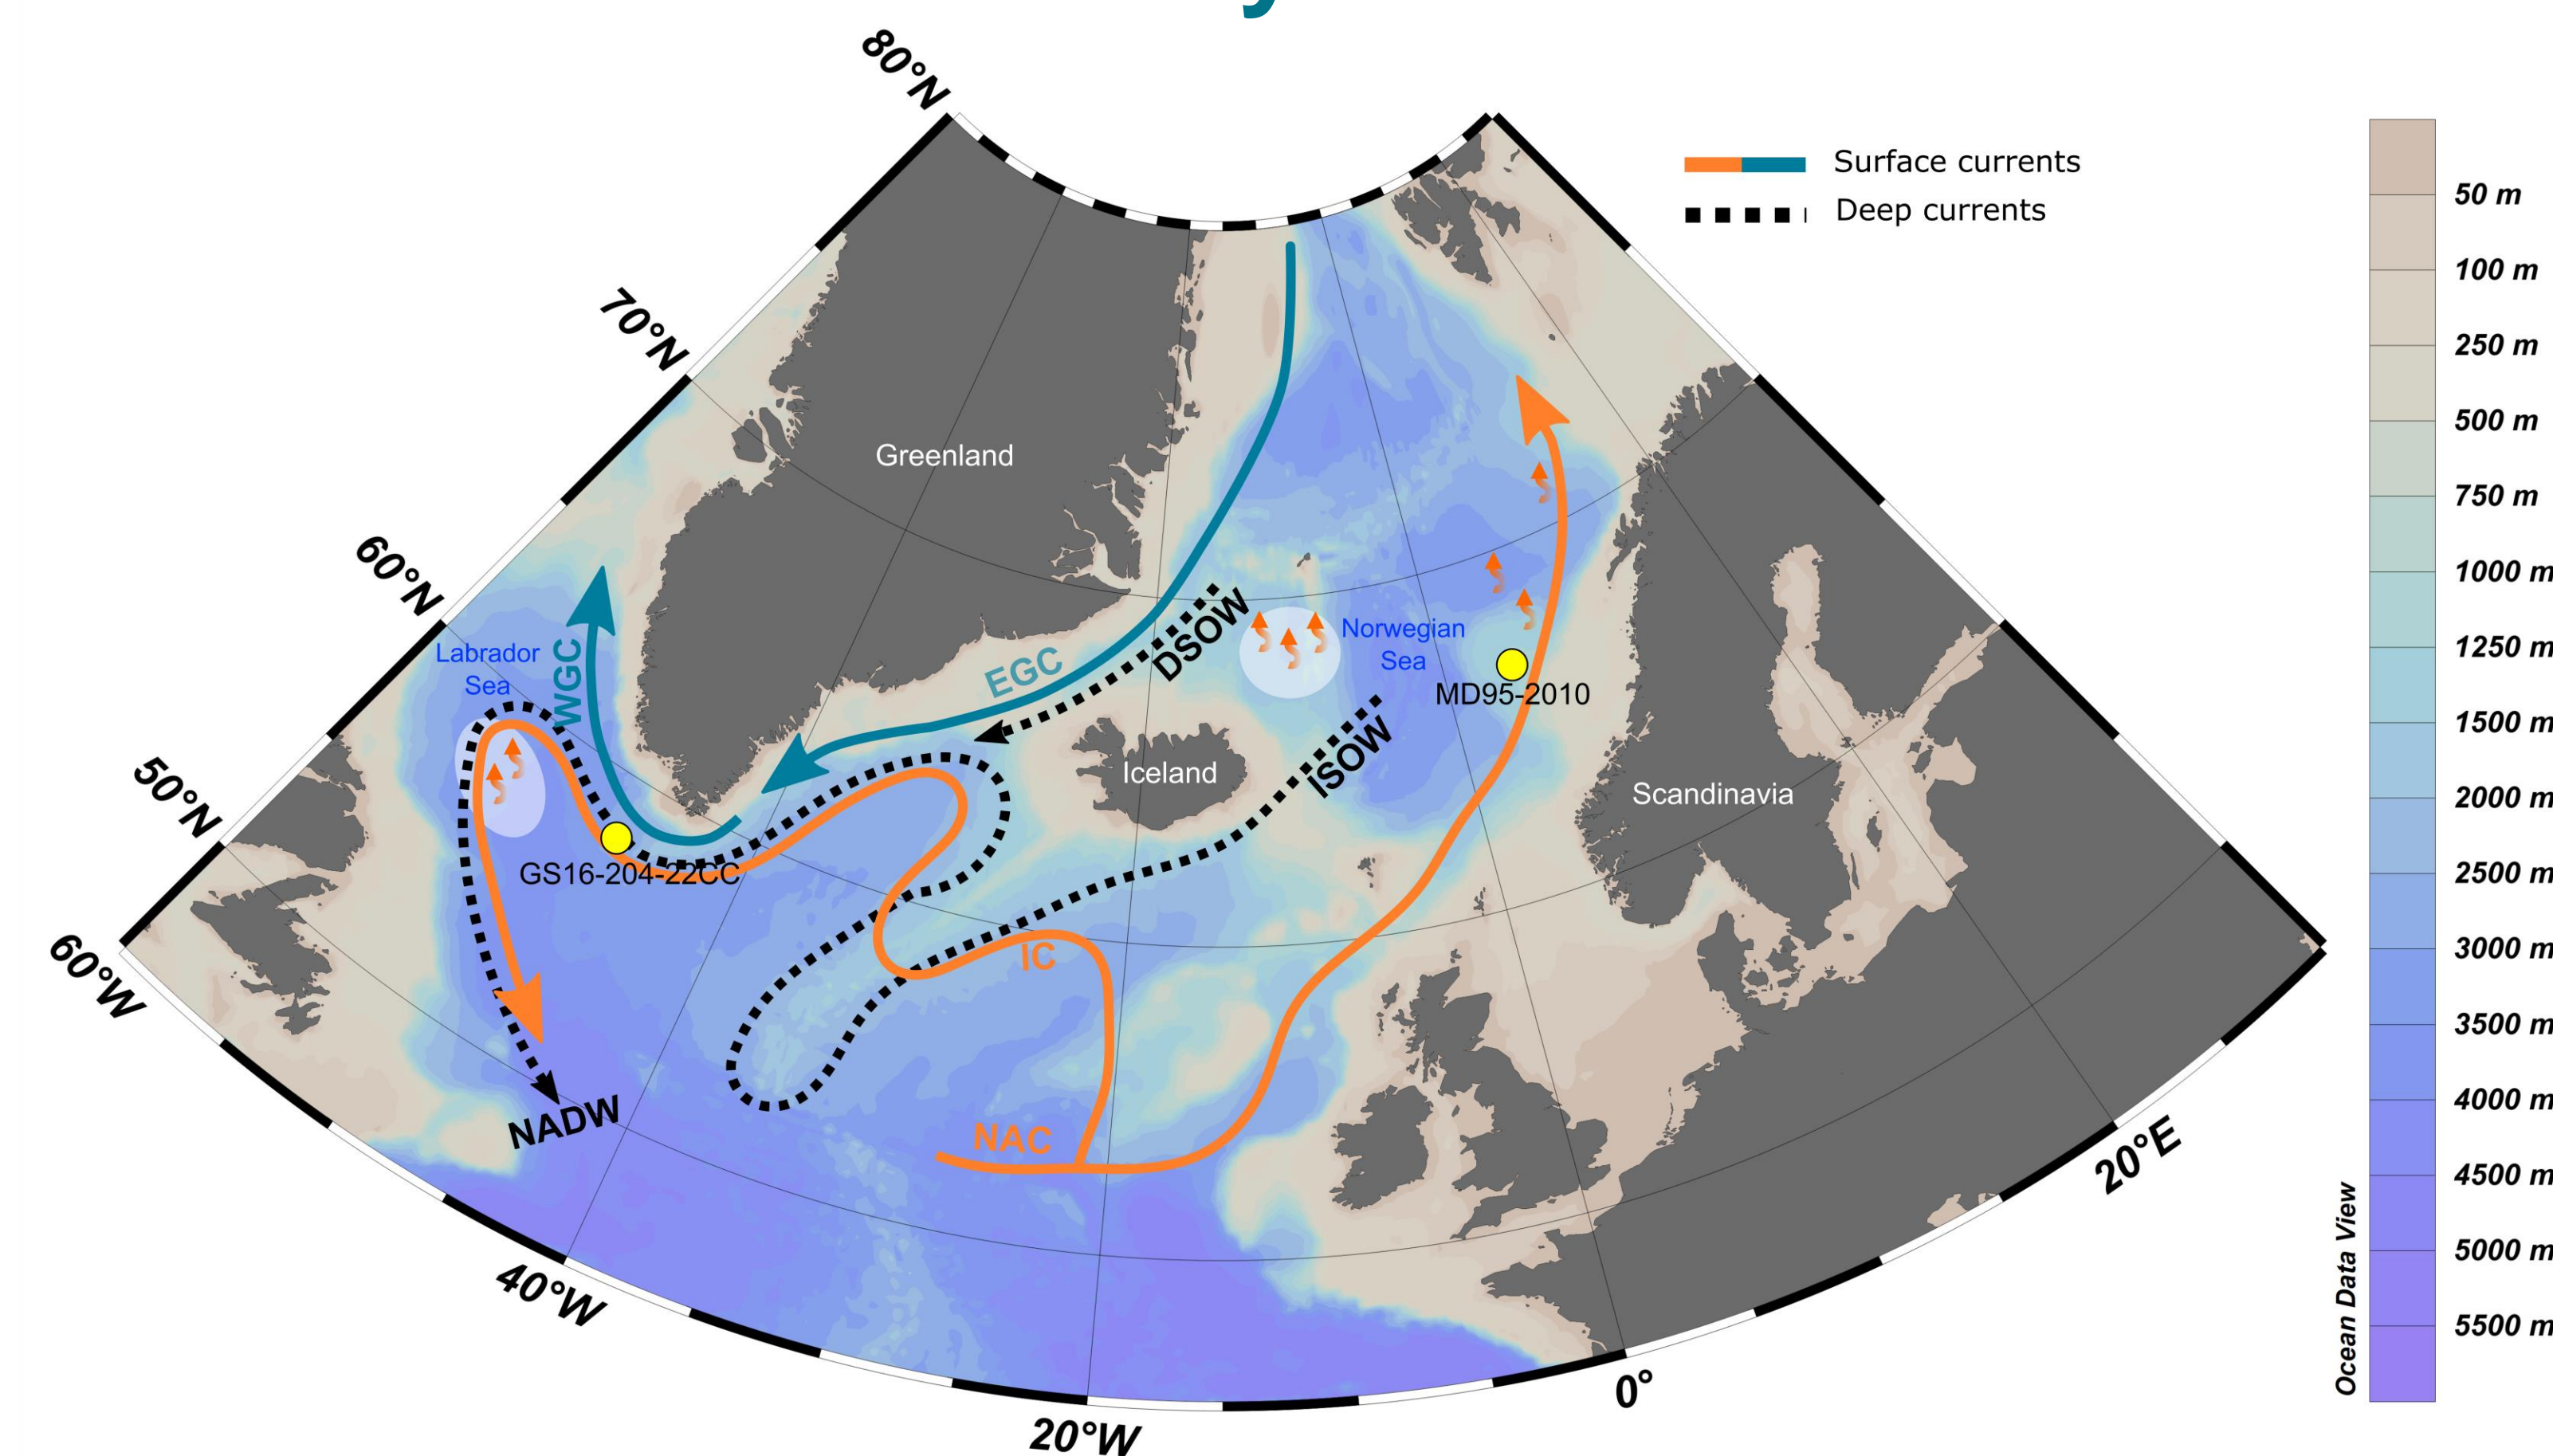 80°N
70°N
60°N
50°N
60°W
40°W
20°W
0°
20°E
Surface currents
Deep currents
Greenland
Labrador
Sea
WGC
EGC
DSOW
Norwegian
Sea
MD95-2010
ISOW
Iceland
Scandinavia
GS16-204-22CC
IC
NAC
NADW
50 m
100 m
250 m
500 m
750 m
1000 m
1250 m
1500 m
2000 m
2500 m
3000 m
3500 m
4000 m
4500 m
5000 m
5500 m
Ocean Data View